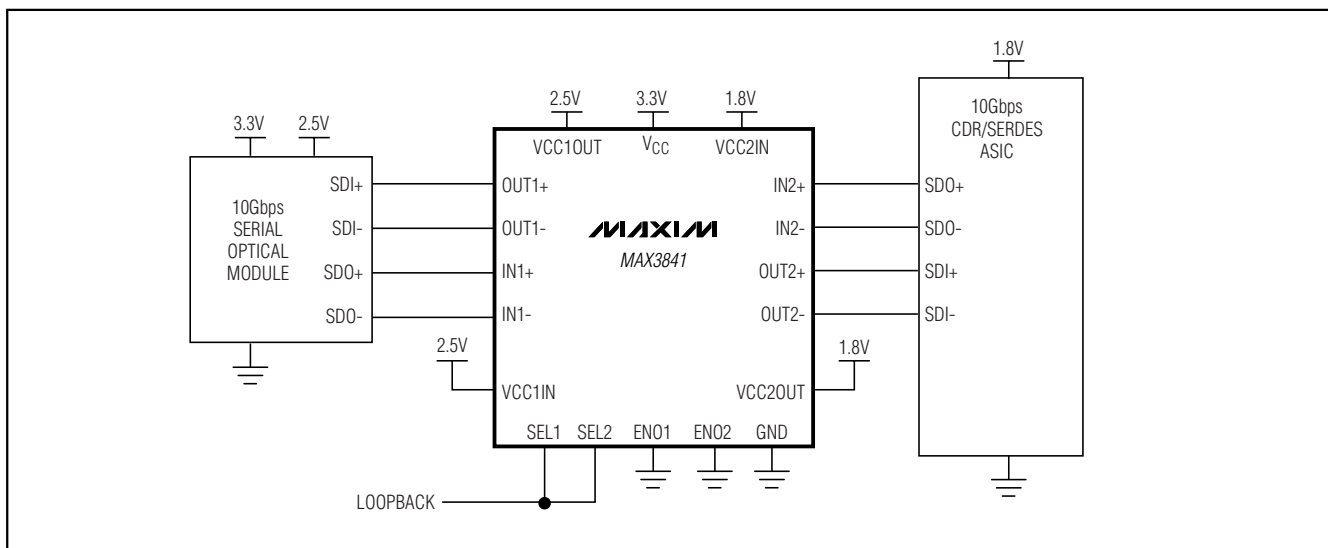 3.3V
2.5V
10Gbps
SERIAL
OPTICAL
MODULE
SDI+
SDI-
SDO+
SDO-
2.5V
3.3V
1.8V
VCC1OUT
VCC
VCC2IN
OUT1+
OUT1-
IN1+
IN1-
MAXIM
MAX3841
IN2+
IN2-
OUT2+
OUT2-
2.5V
VCC1IN
1.8V
VCC2OUT
SEL1
SEL2
ENO1
ENO2
GND
LOOPBACK
1.8V
10Gbps
CDR/SERDES
ASIC
SDO+
SDO-
SDI+
SDI-